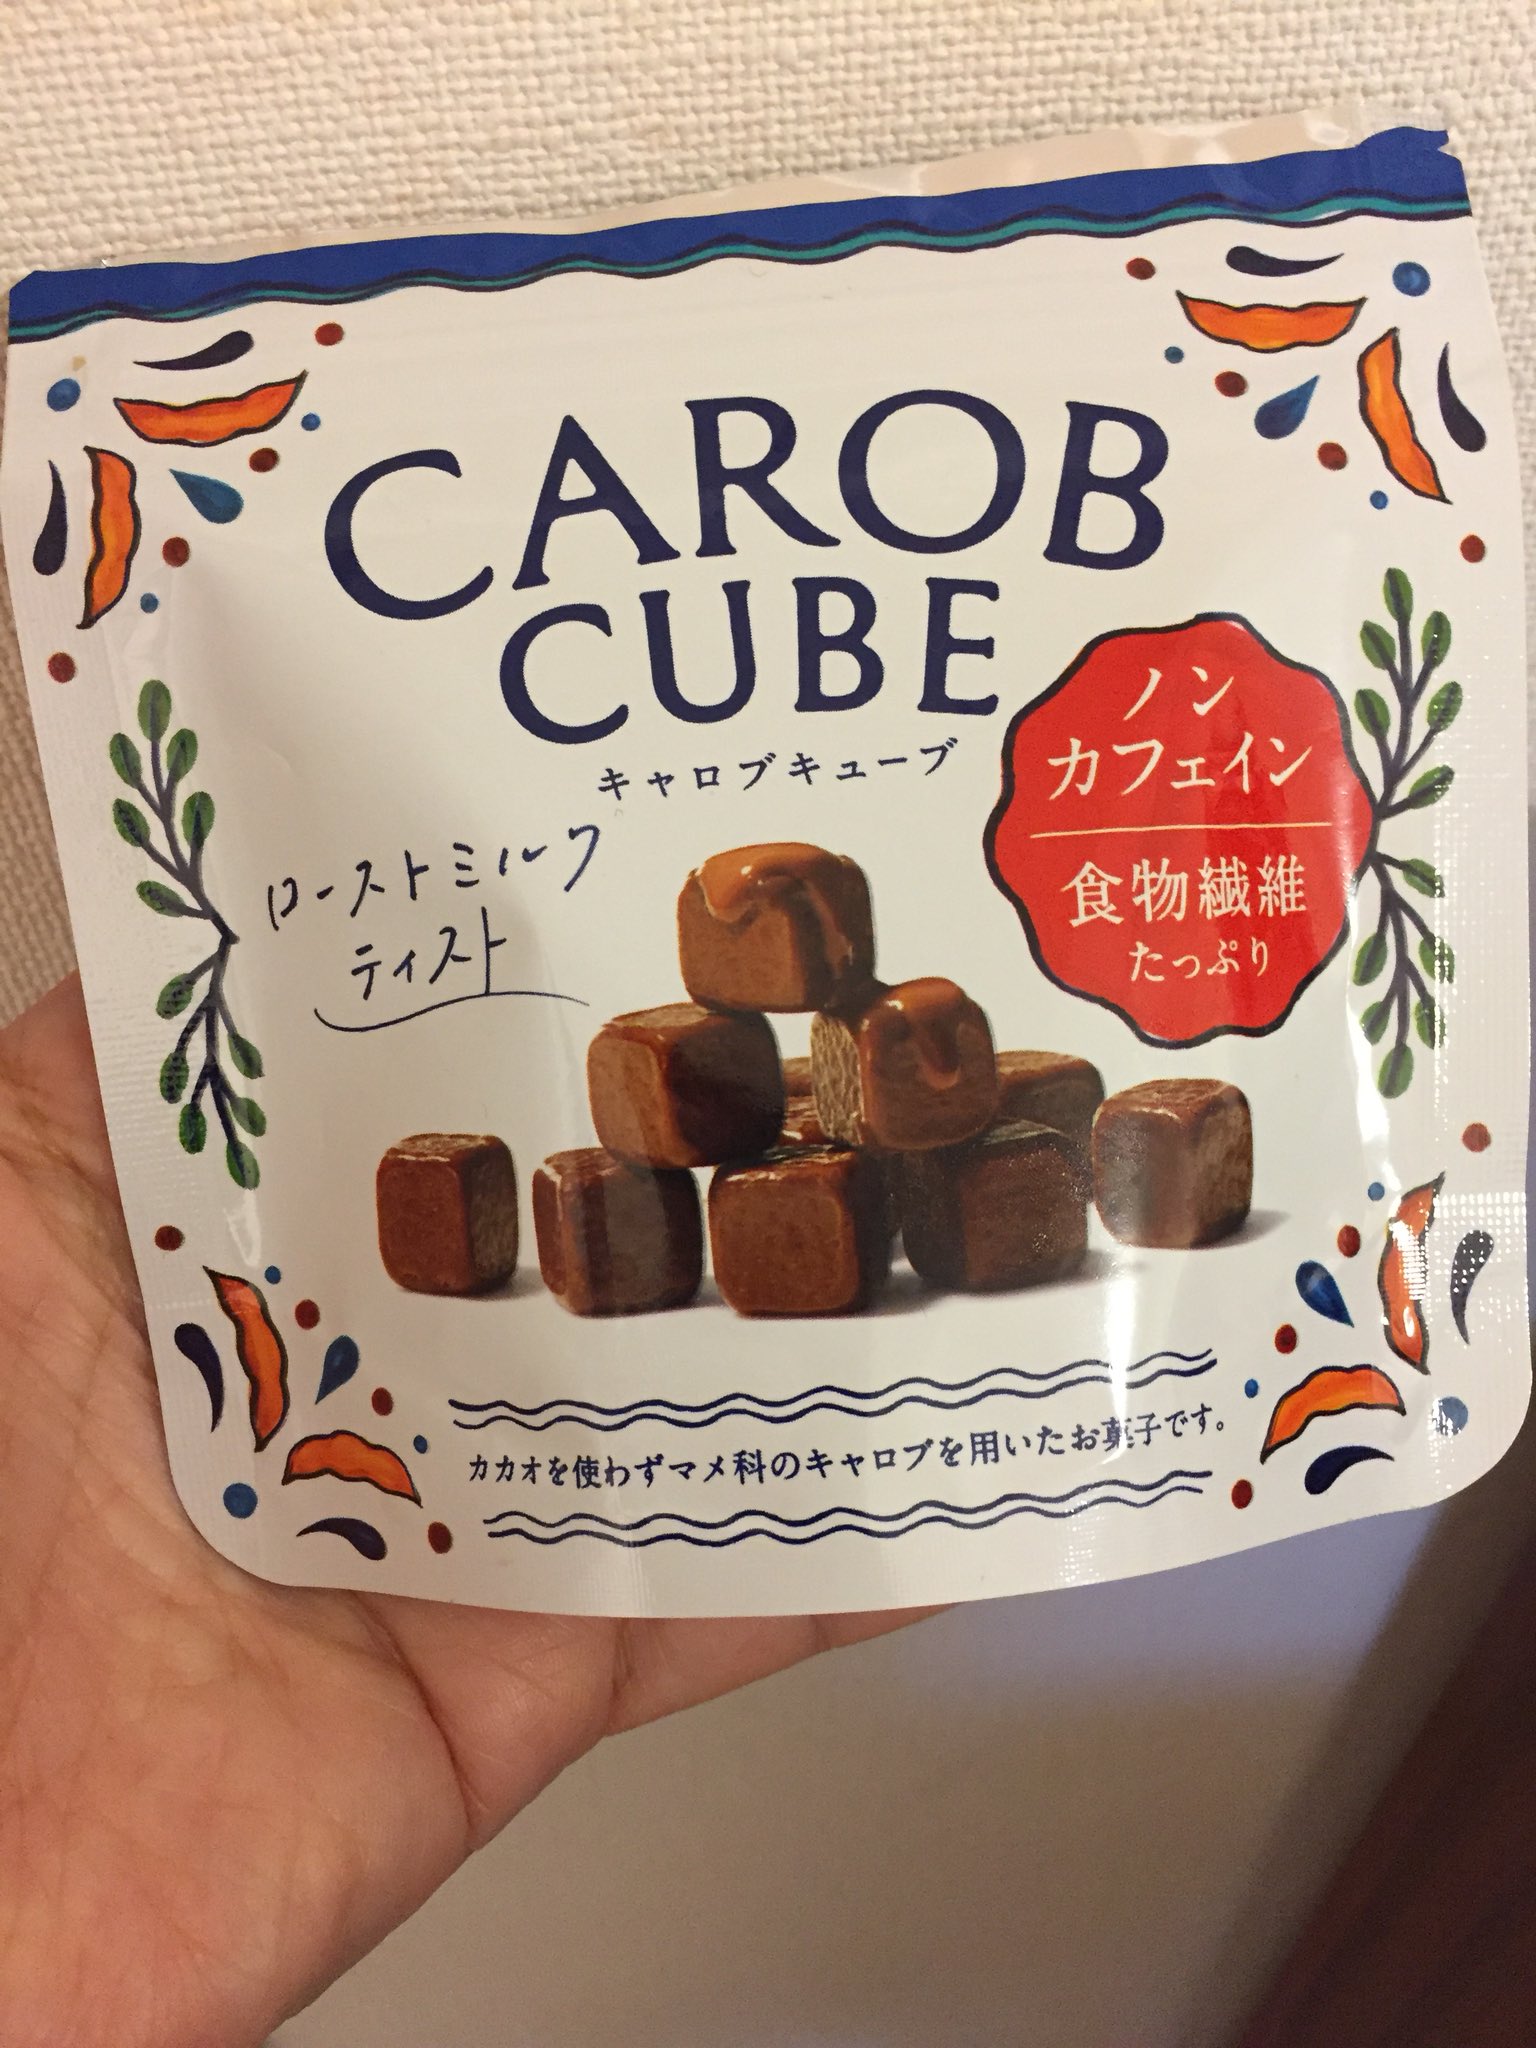 CAROB
CUBE
キャロブキューブ
ノン
カフェイン
食物繊維
たっぷり
ローストミルク
テイスト
カカオを使わずマメ科のキャロブを用いたお菓子です。